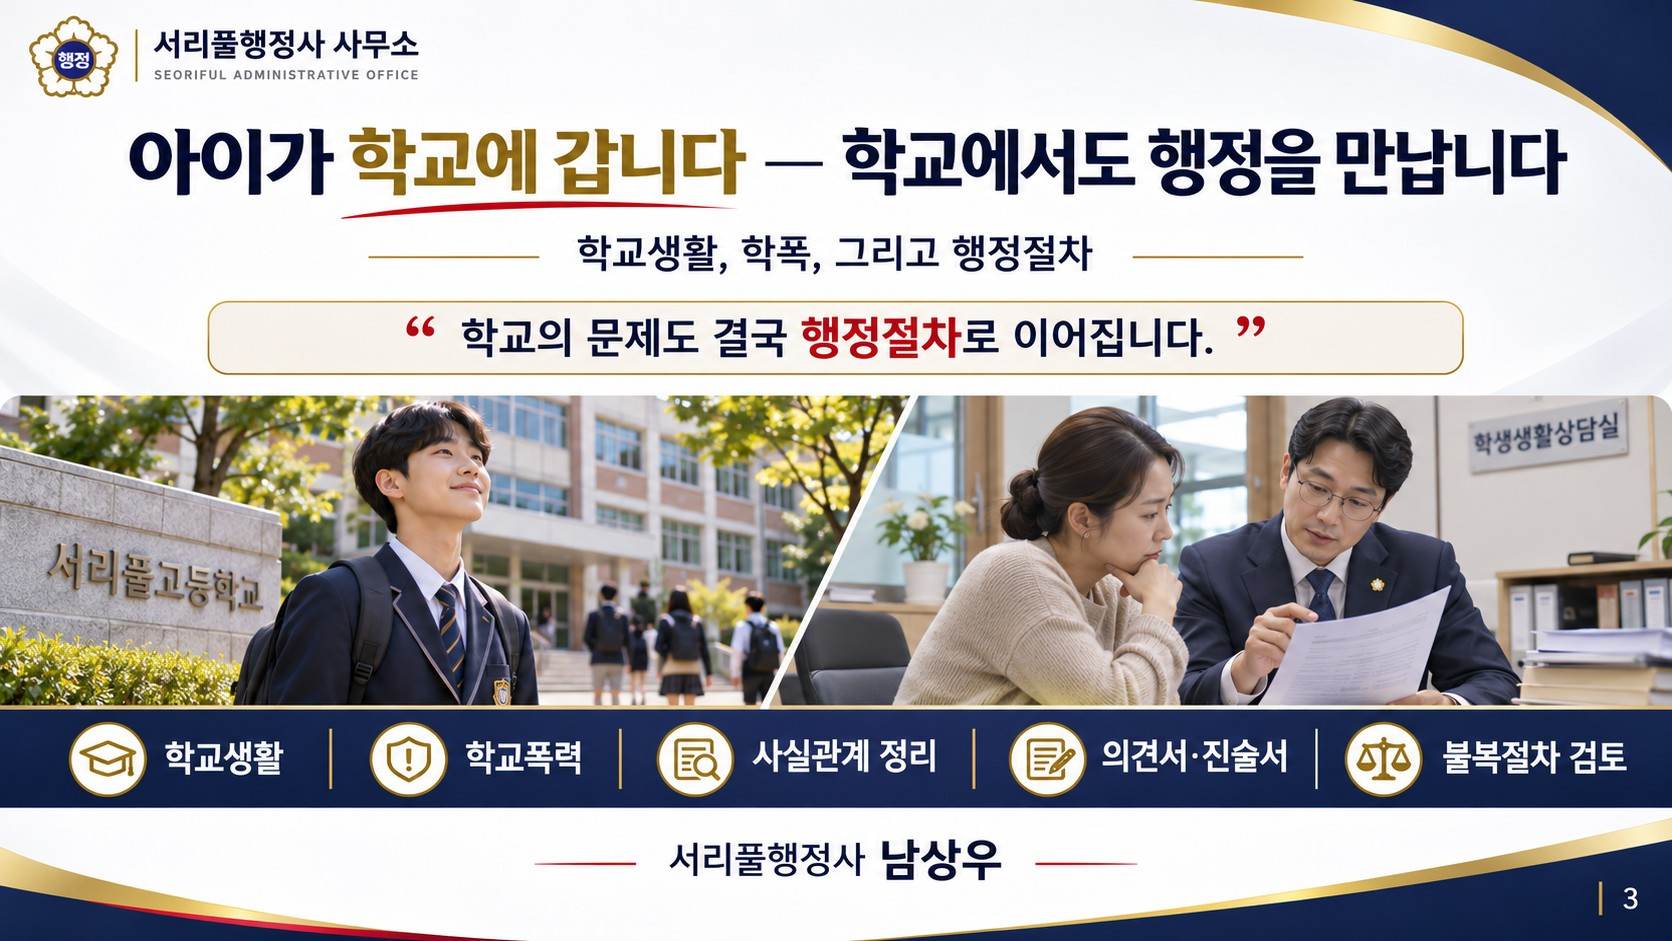 행정
서리풀행정사 사무소
SEORIFUL ADMINISTRATIVE OFFICE
아이가 학교에 갑니다 — 학교에서도 행정을 만납니다
학교생활, 학폭, 그리고 행정절차
“ 학교의 문제도 결국 행정절차로 이어집니다. ”
서리풀고등학교
학생생활상담실
학교생활
학교폭력
사실관계 정리
의견서·진술서
불복절차 검토
서리풀행정사 남상우
3